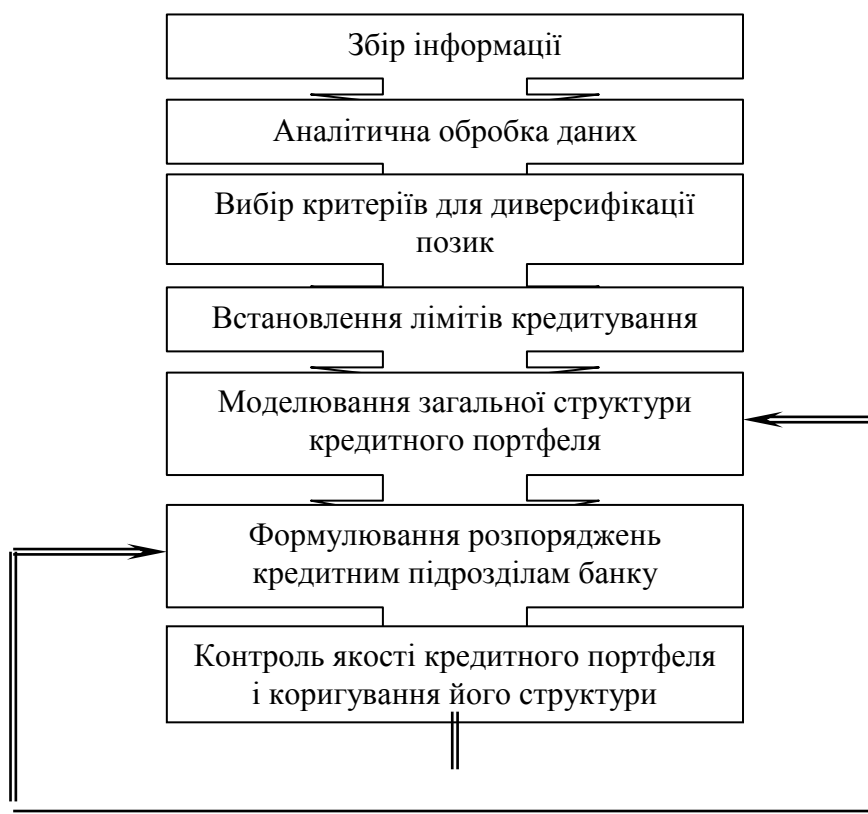 Збір інформації
Аналітична обробка даних
Вибір критеріїв для диверсифікації
позик
Встановлення лімітів кредитування
Моделювання загальної структури
кредитного портфеля
Формулювання розпоряджень
кредитним підрозділам банку
Контроль якості кредитного портфеля
і коригування його структури